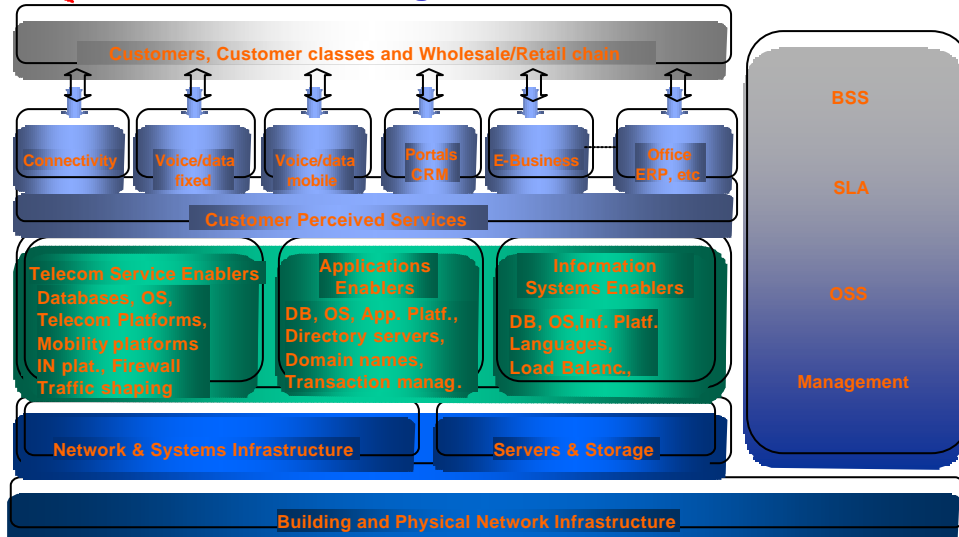 Customers, Customer classes and Wholesale/Retail chain
Connectivity
Voice/data
fixed
Voice/data
mobile
Portals
CRM
E-Business
Office
ERP, etc
Customer Perceived Services
Telecom Service Enablers
Databases, OS,
Telecom Platforms,
Mobility platforms
IN plat., Firewall
Traffic shaping
Applications
Enablers
DB, OS, App. Platf.,
Directory servers,
Domain names,
Transaction manag.
Information
Systems Enablers
DB, OS,Inf. Platf.
Languages,
Load Balanc.,
Network & Systems Infrastructure
Servers & Storage
Building and Physical Network Infrastructure
BSS
SLA
OSS
Management